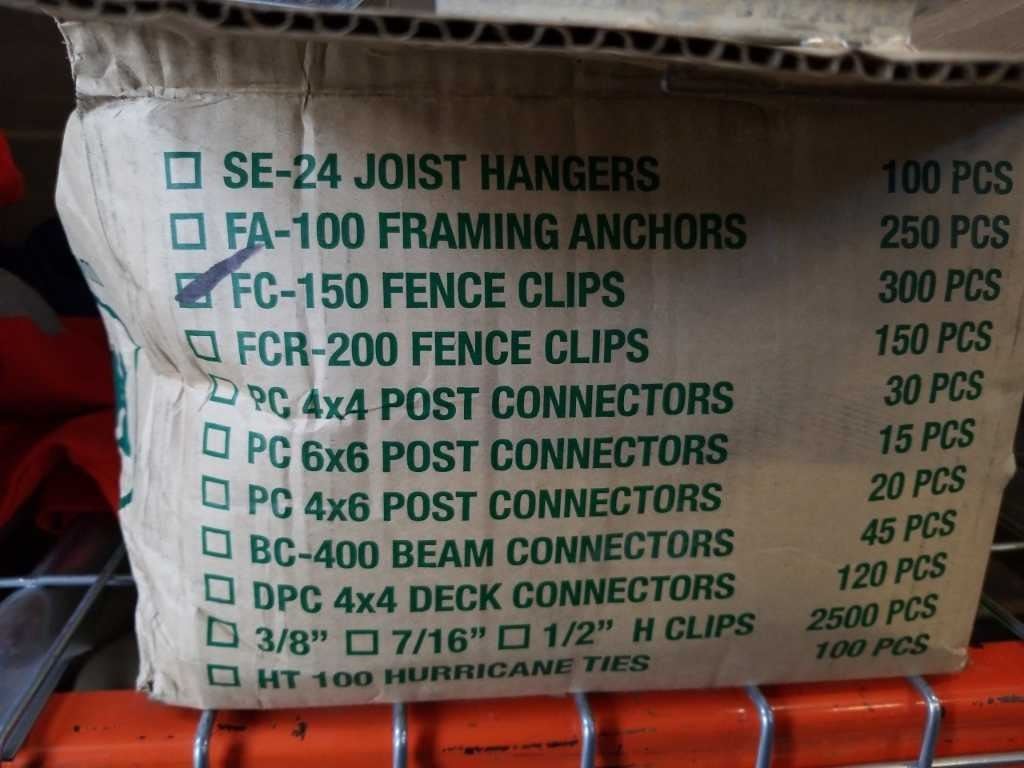 SE-24 JOIST HANGERS 100 PCS
FA-100 FRAMING ANCHORS 250 PCS
FC-150 FENCE CLIPS 300 PCS
FCR-200 FENCE CLIPS 150 PCS
PC 4x4 POST CONNECTORS 30 PCS
PC 6x6 POST CONNECTORS 15 PCS
PC 4x6 POST CONNECTORS 20 PCS
BC-400 BEAM CONNECTORS 45 PCS
DPC 4x4 DECK CONNECTORS 120 PCS
3/8” 7/16” 1/2” H CLIPS 2500 PCS
HT 100 HURRICANE TIES 100 PCS